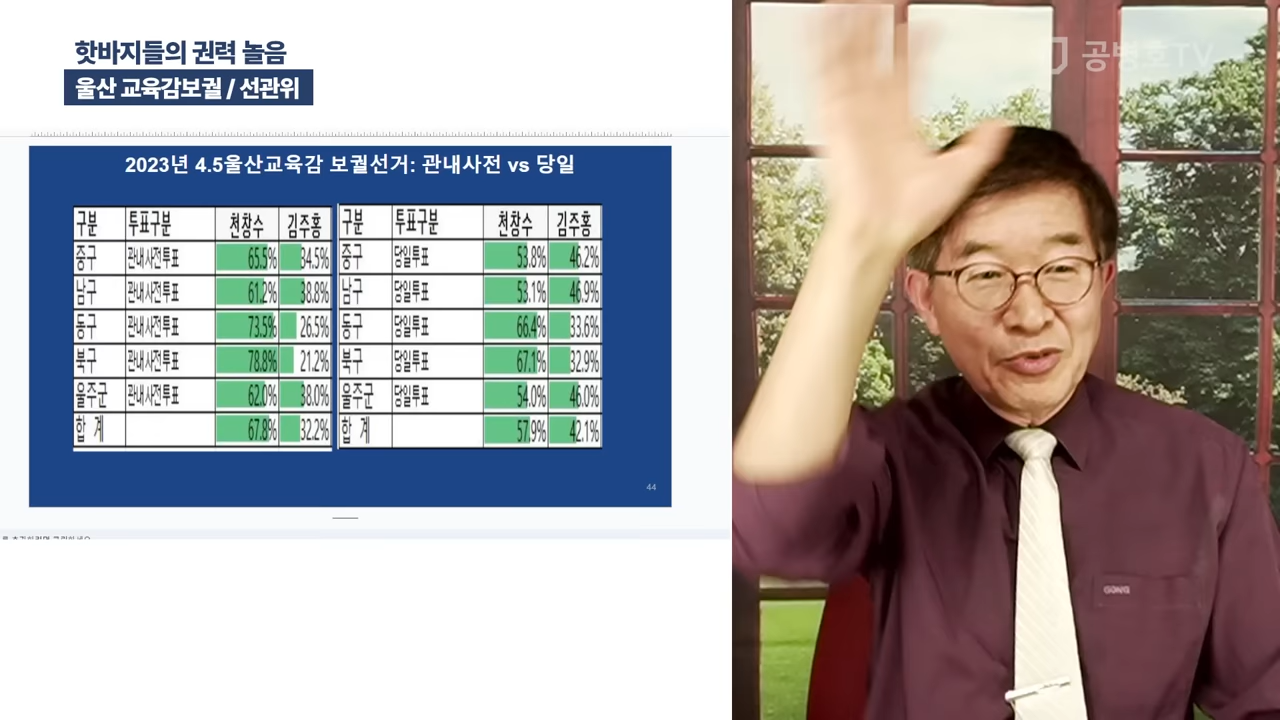 핫바지들의 권력 놀음
울산 교육감보궐 / 선관위
공병호TV
2023년 4.5울산교육감 보궐선거: 관내사전 vs 당일
구분 투표구분 천창수 김주홍 구분 투표구분 천창수 김주홍
중구 관내사전투표 65.5% 34.5% 중구 당일투표 53.8% 46.2%
남구 관내사전투표 61.2% 38.8% 남구 당일투표 53.1% 46.9%
동구 관내사전투표 73.5% 26.5% 동구 당일투표 66.4% 33.6%
북구 관내사전투표 78.8% 21.2% 북구 당일투표 67.1% 32.9%
울주군 관내사전투표 62.0% 38.0% 울주군 당일투표 54.0% 46.0%
합 계 67.8% 32.2% 합 계 57.9% 42.1%
44
GONG